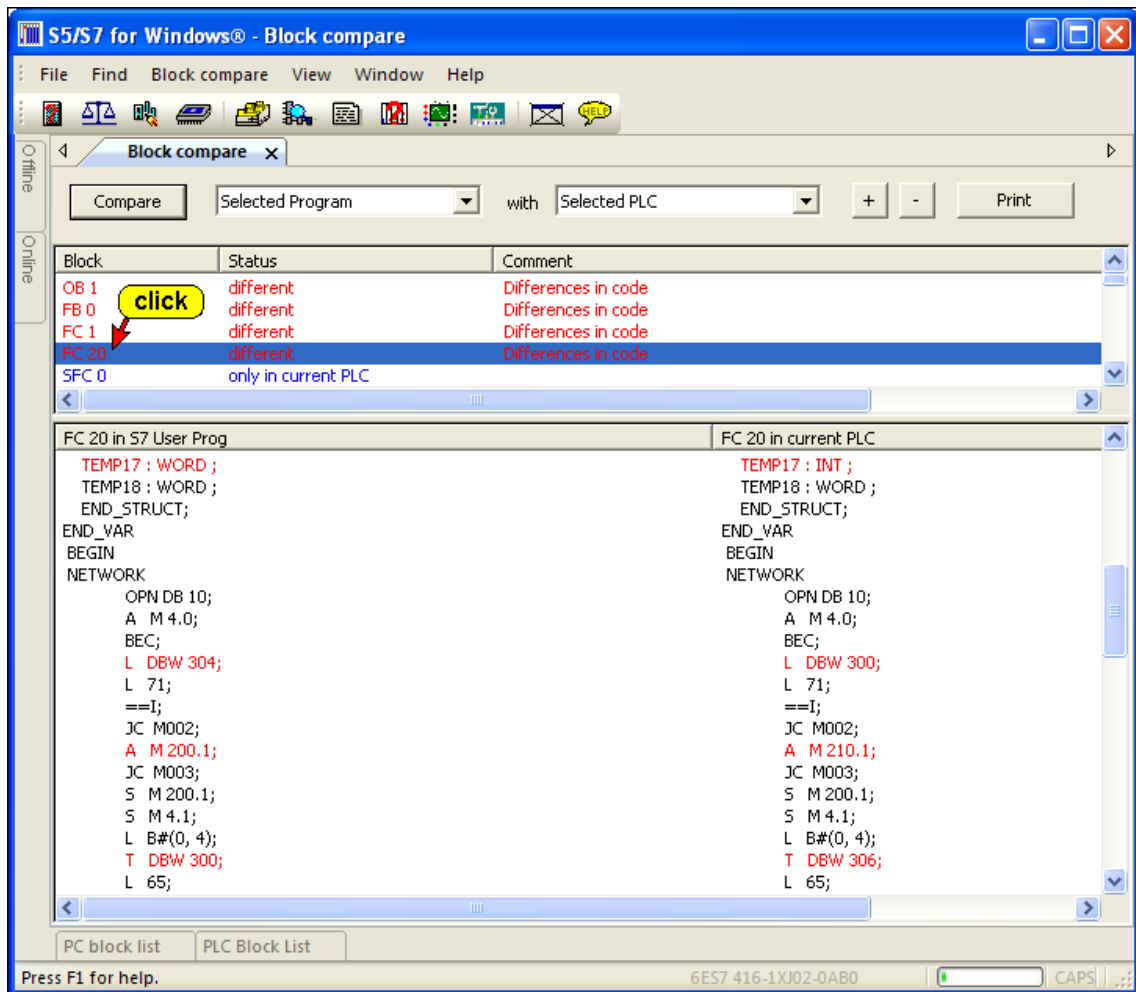 S5/S7 for Windows® - Block compare
File Find Block compare View Window Help
HELP
Offline
Online
Block compare x
Compare Selected Program with Selected PLC + - Print
Block Status Comment
OB 1 different Differences in code
FB 0 different Differences in code
click
FC 1 different Differences in code
FC 20 different Differences in code
SFC 0 only in current PLC
FC 20 in S7 User Prog FC 20 in current PLC
TEMP17 : WORD ; TEMP17 : INT ;
TEMP18 : WORD ; TEMP18 : WORD ;
END_STRUCT; END_STRUCT;
END_VAR END_VAR
BEGIN BEGIN
NETWORK NETWORK
OPN DB 10; OPN DB 10;
A M 4.0; A M 4.0;
BEC; BEC;
L DBW 304; L DBW 300;
L 71; L 71;
==I; ==I;
JC M002; JC M002;
A M 200.1; A M 210.1;
JC M003; JC M003;
S M 200.1; S M 200.1;
S M 4.1; S M 4.1;
L B#(0, 4); L B#(0, 4);
T DBW 300; T DBW 306;
L 65; L 65;
PC block list PLC Block List
Press F1 for help. 6ES7 416-1XJ02-0AB0 CAPS